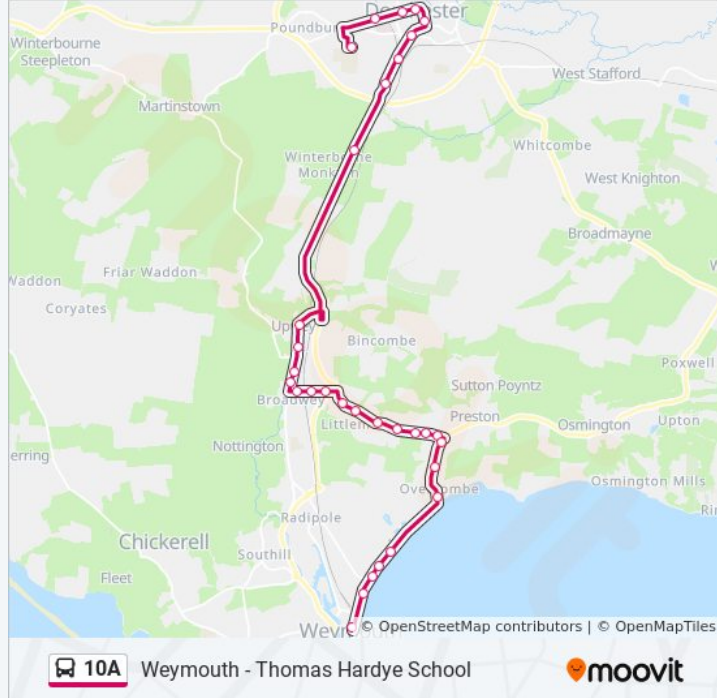 Dorchester
Poundbury
Winterbourne
Steepleton
West Stafford
Martinstown
Whitcombe
Winterborne
Monkton
West Knighton
Broadmayne
Friar Waddon
Waddon
Coryates
Upwey
Bincombe
Poxwell
Sutton Poyntz
Broadwey
Preston
Littlemoor
Osmington
Upton
Nottington
erring
Overcombe
Osmington Mills
Rin
Radipole
Chickerell
Southill
Fleet
Weymouth
© OpenStreetMap contributors | © OpenMapTiles
10A Weymouth - Thomas Hardye School
moovit